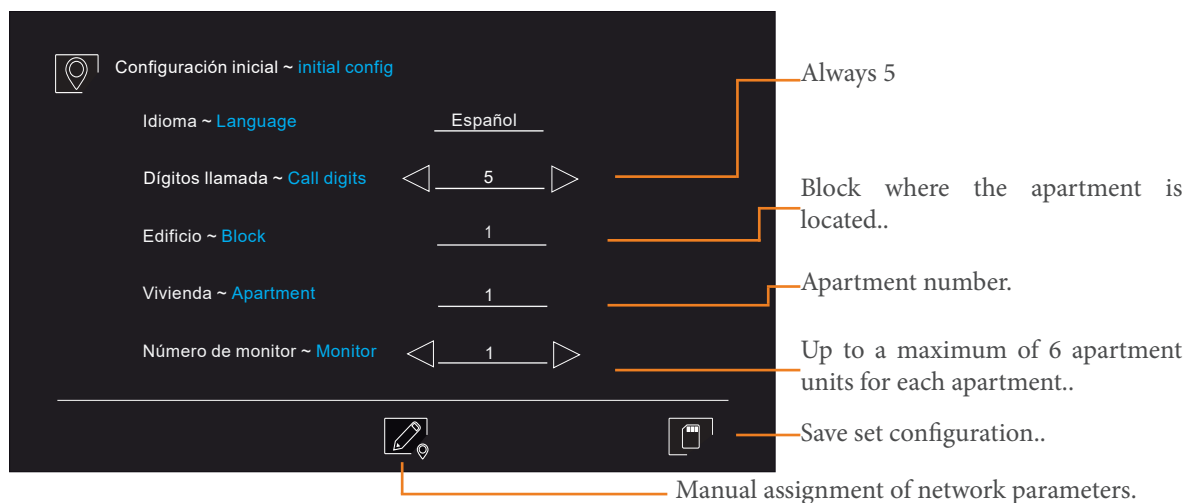 Configuración inicial ~ initial config
Always 5
Idioma ~ Language Español
Dígitos llamada ~ Call digits 5
Block where the apartment is
located..
Edificio ~ Block 1
Apartment number.
Vivienda ~ Apartment 1
Número de monitor ~ Monitor 1
Up to a maximum of 6 apartment
units for each apartment..
Save set configuration..
Manual assignment of network parameters.